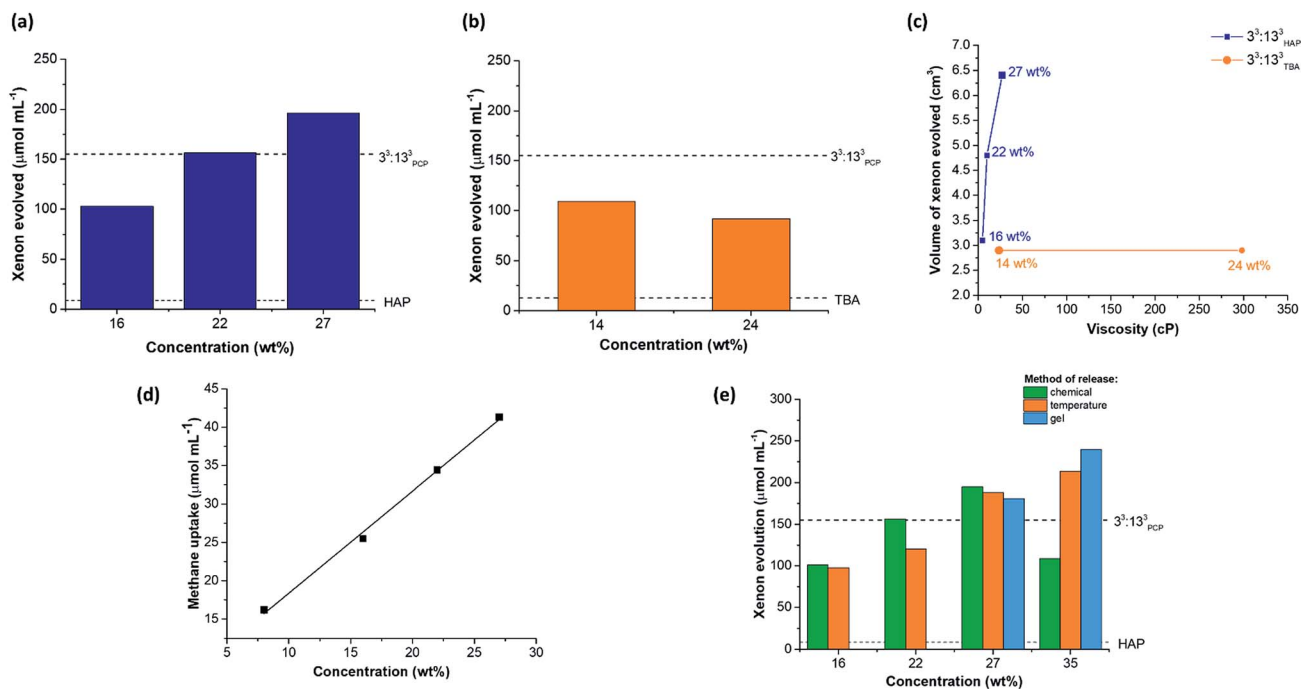 (a)
Xenon evolved (μmol mL⁻¹)
250
200
150
100
50
0
3³:13³PCP
HAP
16 22 27
Concentration (wt%)
(b)
Xenon evolved (μmol mL⁻¹)
250
200
150
100
50
0
3³:13³PCP
TBA
14 24
Concentration (wt%)
(c)
3³:13³HAP
3³:13³TBA
Volume of xenon evolved (cm³)
7.0
6.5
6.0
5.5
5.0
4.5
4.0
3.5
3.0
2.5
2.0
27 wt%
22 wt%
16 wt%
14 wt%
24 wt%
0 50 100 150 200 250 300 350
Viscosity (cP)
(d)
Methane uptake (μmol mL⁻¹)
45
40
35
30
25
20
15
5 10 15 20 25 30
Concentration (wt%)
(e)
Method of release:
chemical
temperature
gel
Xenon evolution (μmol mL⁻¹)
300
250
200
150
100
50
0
3³:13³PCP
HAP
16 22 27 35
Concentration (wt%)